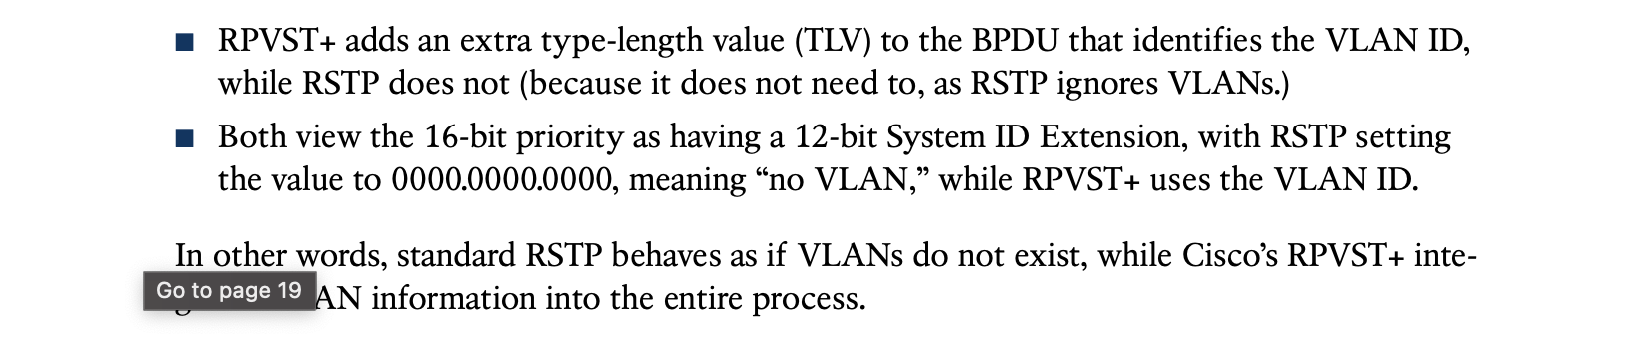 ■ RPVST+ adds an extra type-length value (TLV) to the BPDU that identifies the VLAN ID,
while RSTP does not (because it does not need to, as RSTP ignores VLANs.)
■ Both view the 16-bit priority as having a 12-bit System ID Extension, with RSTP setting
the value to 0000.0000.0000, meaning “no VLAN,” while RPVST+ uses the VLAN ID.
In other words, standard RSTP behaves as if VLANs do not exist, while Cisco’s RPVST+ inte-
Go to page 19
AN information into the entire process.